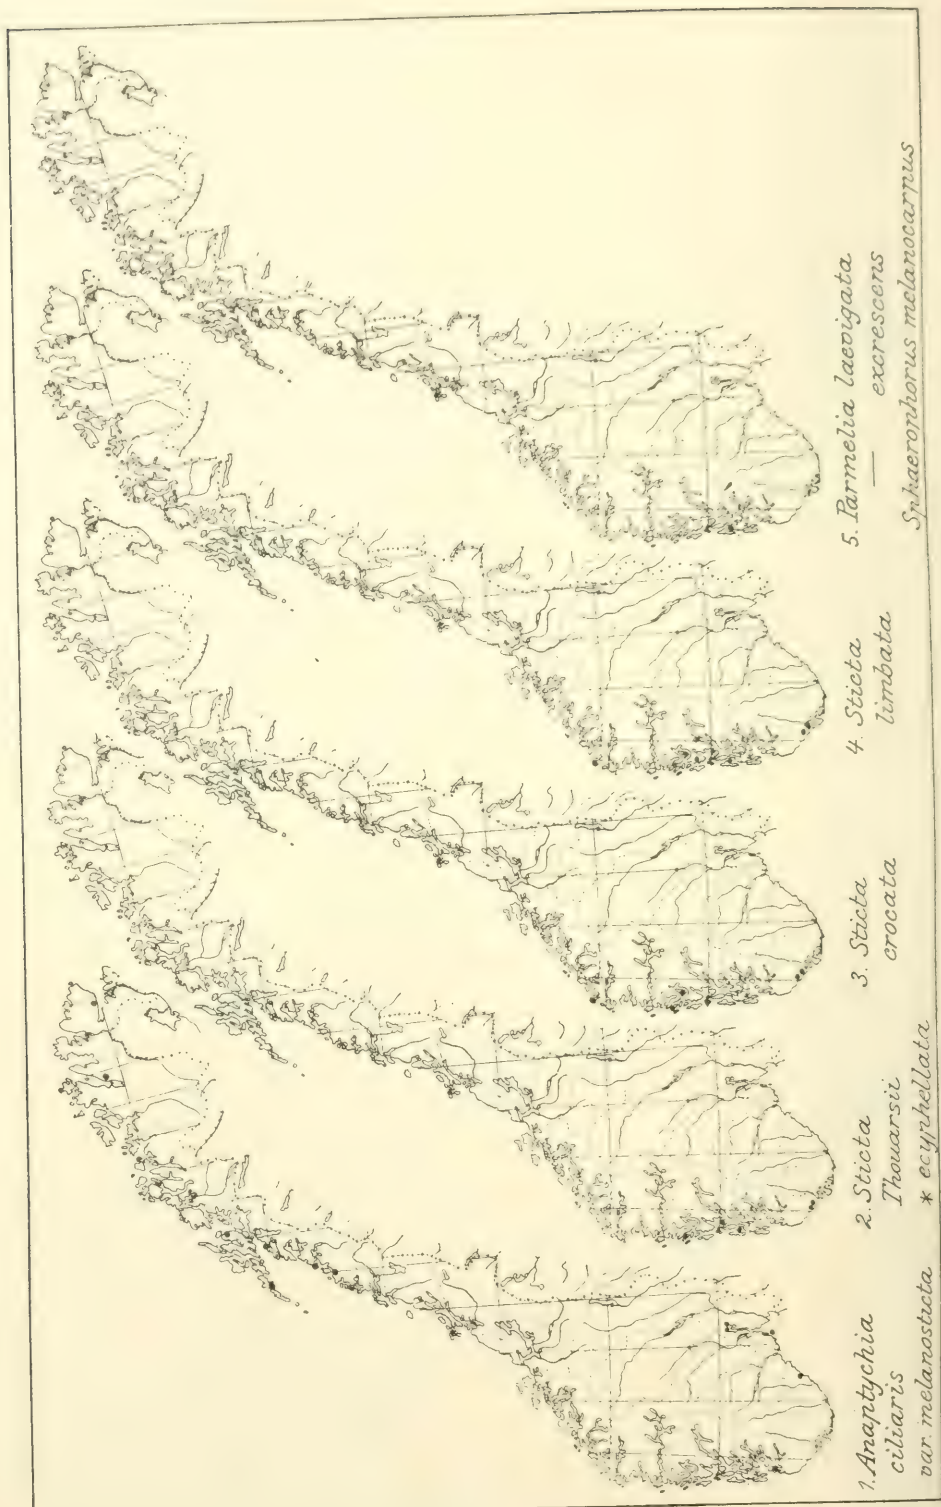 1. Anaptychia
ciliaris
var. melanosticta
2. Sticta
Thouarsii
* ecyphellata
3. Sticta
crocata
4. Sticta
limbata
5. Parmelia laevigata
— excrescens
Sphaerophorus melanocarpus